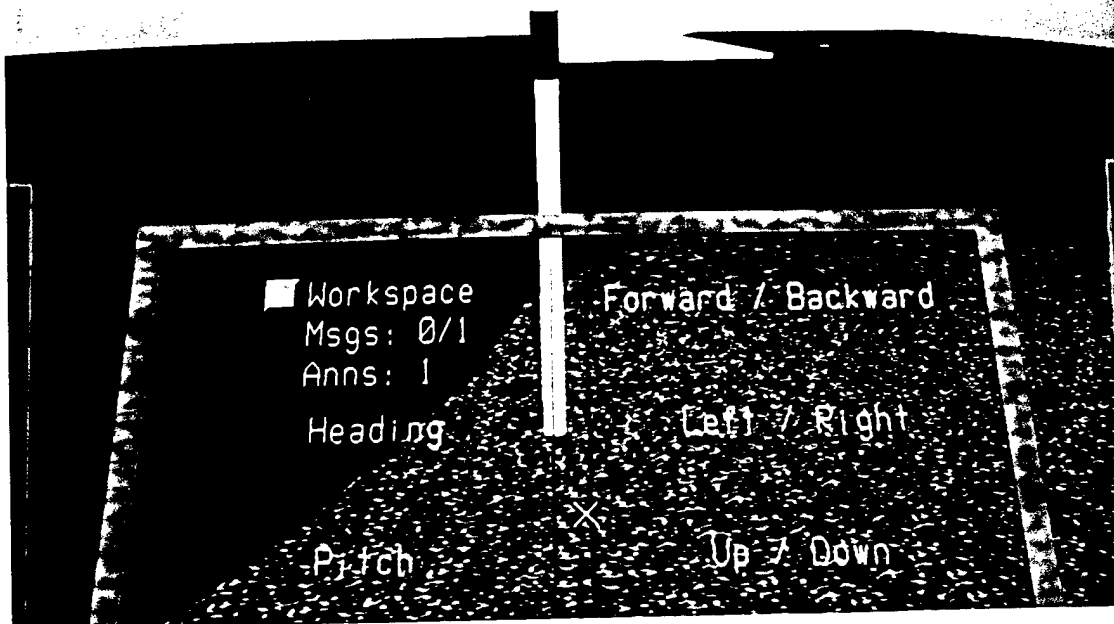 Workspace
Msgs: 0/1
Anns: 1
Heading
Pitch
Forward / Backward
Left / Right
Up / Down